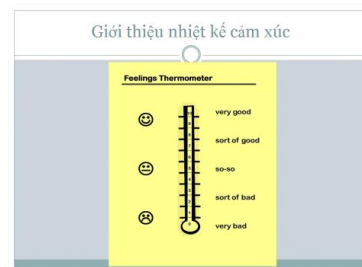 Giới thiệu nhiệt kế cảm xúc
Feelings Thermometer
very good
sort of good
so-so
sort of bad
very bad